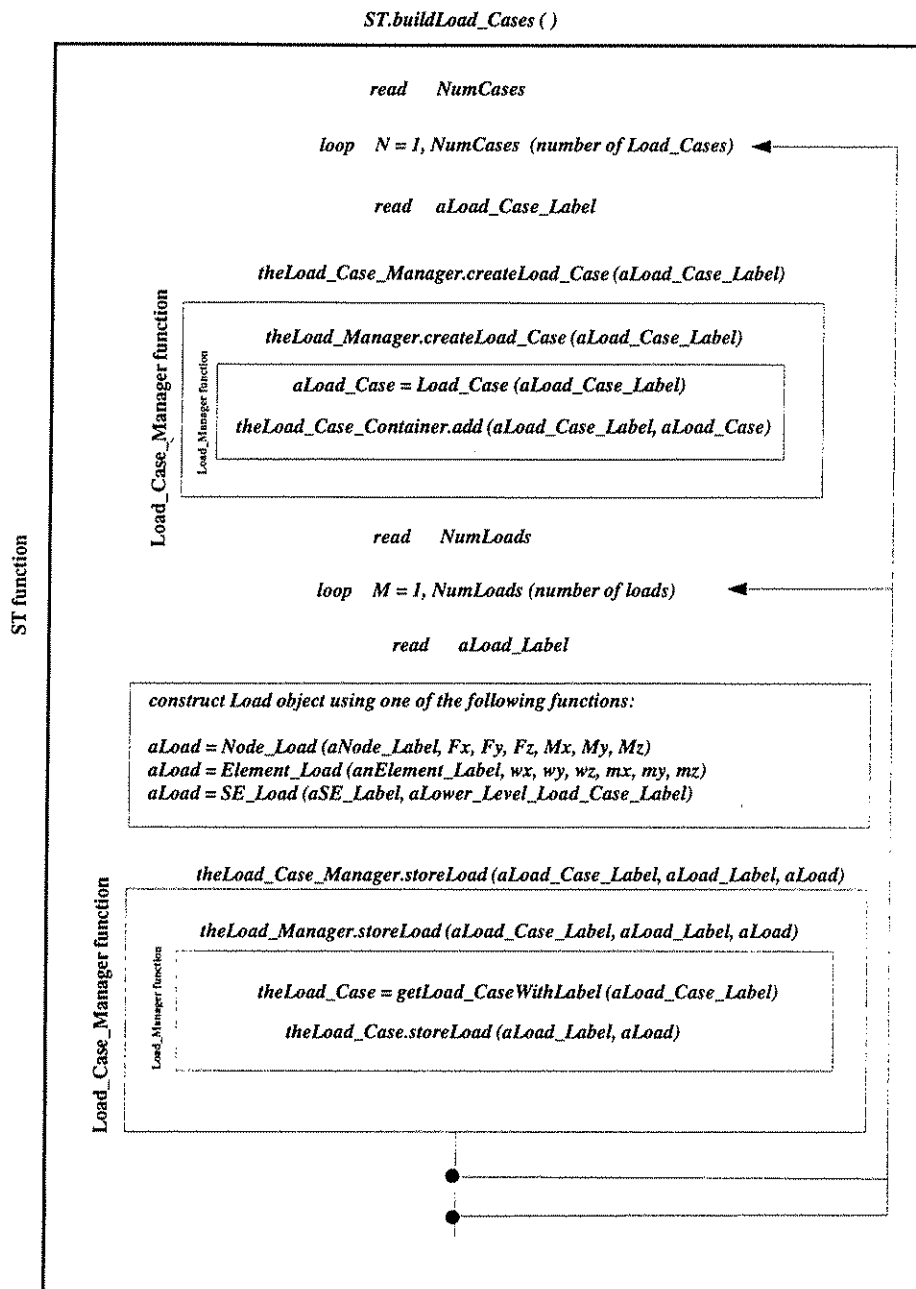 ST.buildLoad_Cases ( )
read NumCases
loop N = 1, NumCases (number of Load_Cases)
read aLoad_Case_Label
theLoad_Case_Manager.createLoad_Case (aLoad_Case_Label)
Load_Case_Manager function
theLoad_Manager.createLoad_Case (aLoad_Case_Label)
Load_Manager function
aLoad_Case = Load_Case (aLoad_Case_Label)
theLoad_Case_Container.add (aLoad_Case_Label, aLoad_Case)
read NumLoads
ST function
loop M = 1, NumLoads (number of loads)
read aLoad_Label
construct Load object using one of the following functions:
aLoad = Node_Load (aNode_Label, Fx, Fy, Fz, Mx, My, Mz)
aLoad = Element_Load (anElement_Label, wx, wy, wz, mx, my, mz)
aLoad = SE_Load (aSE_Label, aLower_Level_Load_Case_Label)
theLoad_Case_Manager.storeLoad (aLoad_Case_Label, aLoad_Label, aLoad)
Load_Case_Manager function
theLoad_Manager.storeLoad (aLoad_Case_Label, aLoad_Label, aLoad)
Load_Manager function
theLoad_Case = getLoad_CaseWithLabel (aLoad_Case_Label)
theLoad_Case.storeLoad (aLoad_Label, aLoad)